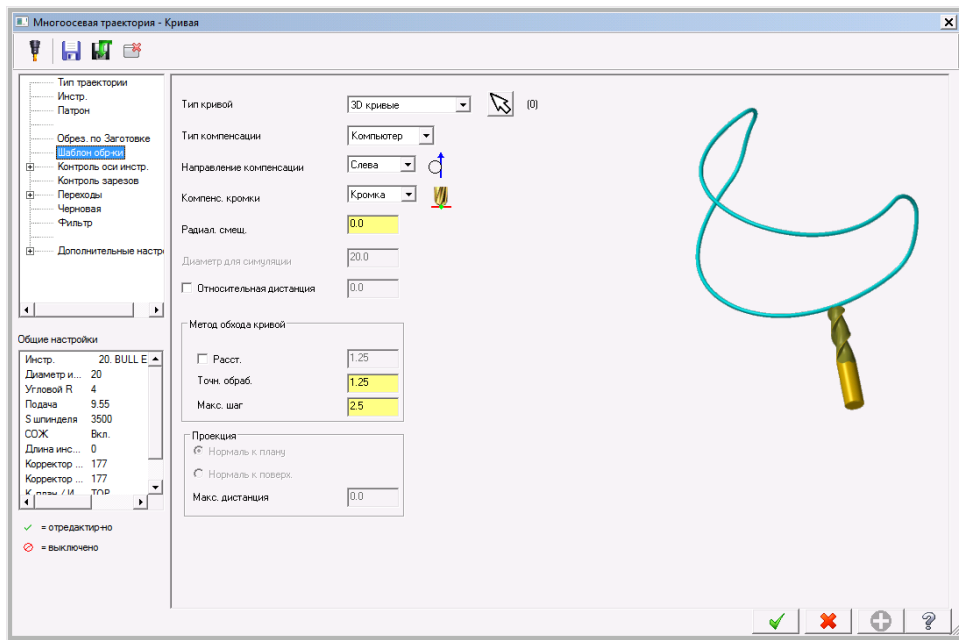 Многоосевая траектория - Кривая
Тип траектории
Инстр.
Патрон
Обрез. по Заготовке
Шаблон обр-ки
Контроль оси инстр.
Контроль зарезов
Переходы
Черновая
Фильтр
Дополнительные настро
Общие настройки
Инстр. 20. BULL E
Диаметр и... 20
Угловой R 4
Подача 9.55
S шпинделя 3500
СОЖ Вкл.
Длина инс... 0
Корректор ... 177
Корректор ... 177
К.план / И TOP
= отредактир-но
= выключено
Тип кривой 3D кривые (0)
Тип компенсации Компьютер
Направление компенсации Слева
Компенс. кромки Кромка
Радиал. смещ. 0.0
Диаметр для симуляции 20.0
Относительная дистанция 0.0
Метод обхода кривой
Расст. 1.25
Точн. обраб. 1.25
Макс. шаг 2.5
Проекция
Нормаль к плану
Нормаль к поверх.
Макс. дистанция 0.0